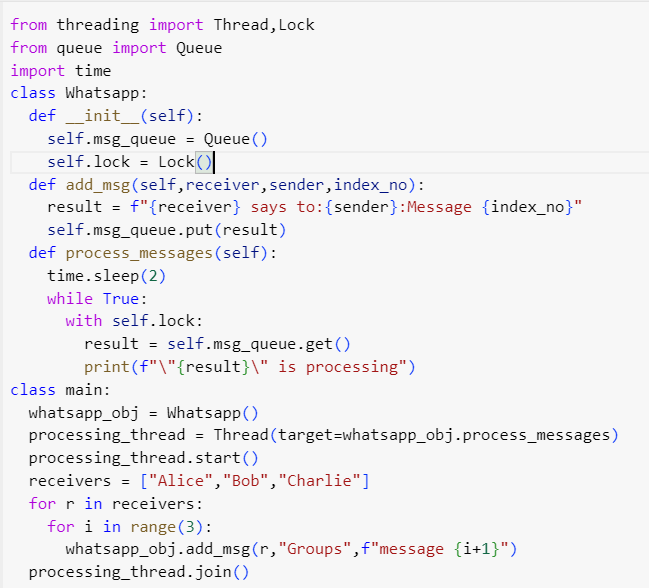 from threading import Thread,Lock
from queue import Queue
import time
class Whatsapp:
  def __init__(self):
    self.msg_queue = Queue()
    self.lock = Lock()
  def add_msg(self,receiver,sender,index_no):
    result = f"{receiver} says to:{sender}:Message {index_no}"
    self.msg_queue.put(result)
  def process_messages(self):
    time.sleep(2)
    while True:
      with self.lock:
        result = self.msg_queue.get()
        print(f"\"{result}\" is processing")
class main:
  whatsapp_obj = Whatsapp()
  processing_thread = Thread(target=whatsapp_obj.process_messages)
  processing_thread.start()
  receivers = ["Alice","Bob","Charlie"]
  for r in receivers:
    for i in range(3):
      whatsapp_obj.add_msg(r,"Groups",f"message {i+1}")
  processing_thread.join()